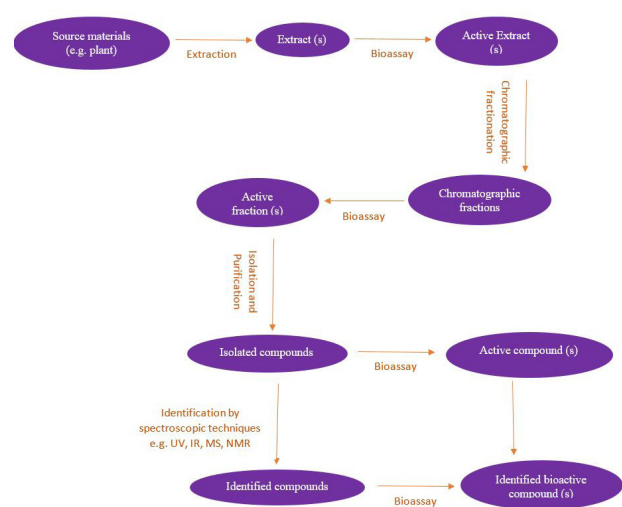 Source materials
(e.g. plant)
Extraction
Extract (s)
Bioassay
Active Extract
(s)
Chromatographic
fractionation
Chromatographic
fractions
Bioassay
Active
fraction (s)
Isolation and
Purification
Isolated compounds
Bioassay
Active compound (s)
Identification by
spectroscopic techniques
e.g. UV, IR, MS, NMR
Identified compounds
Bioassay
Identified bioactive
compound (s)